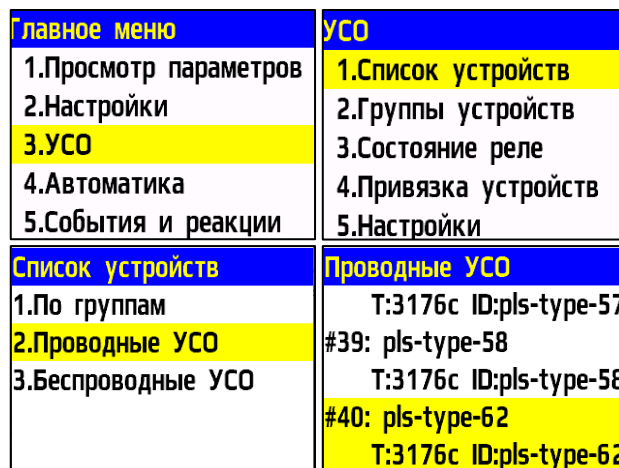 Главное меню
1.Просмотр параметров
2.Настройки
3.УСО
4.Автоматика
5.События и реакции
УСО
1.Список устройств
2.Группы устройств
3.Состояние реле
4.Привязка устройств
5.Настройки
Список устройств
1.По группам
2.Проводные УСО
3.Беспроводные УСО
Проводные УСО
T:3176c ID:pls-type-57
#39: pls-type-58
T:3176c ID:pls-type-58
#40: pls-type-62
T:3176c ID:pls-type-62